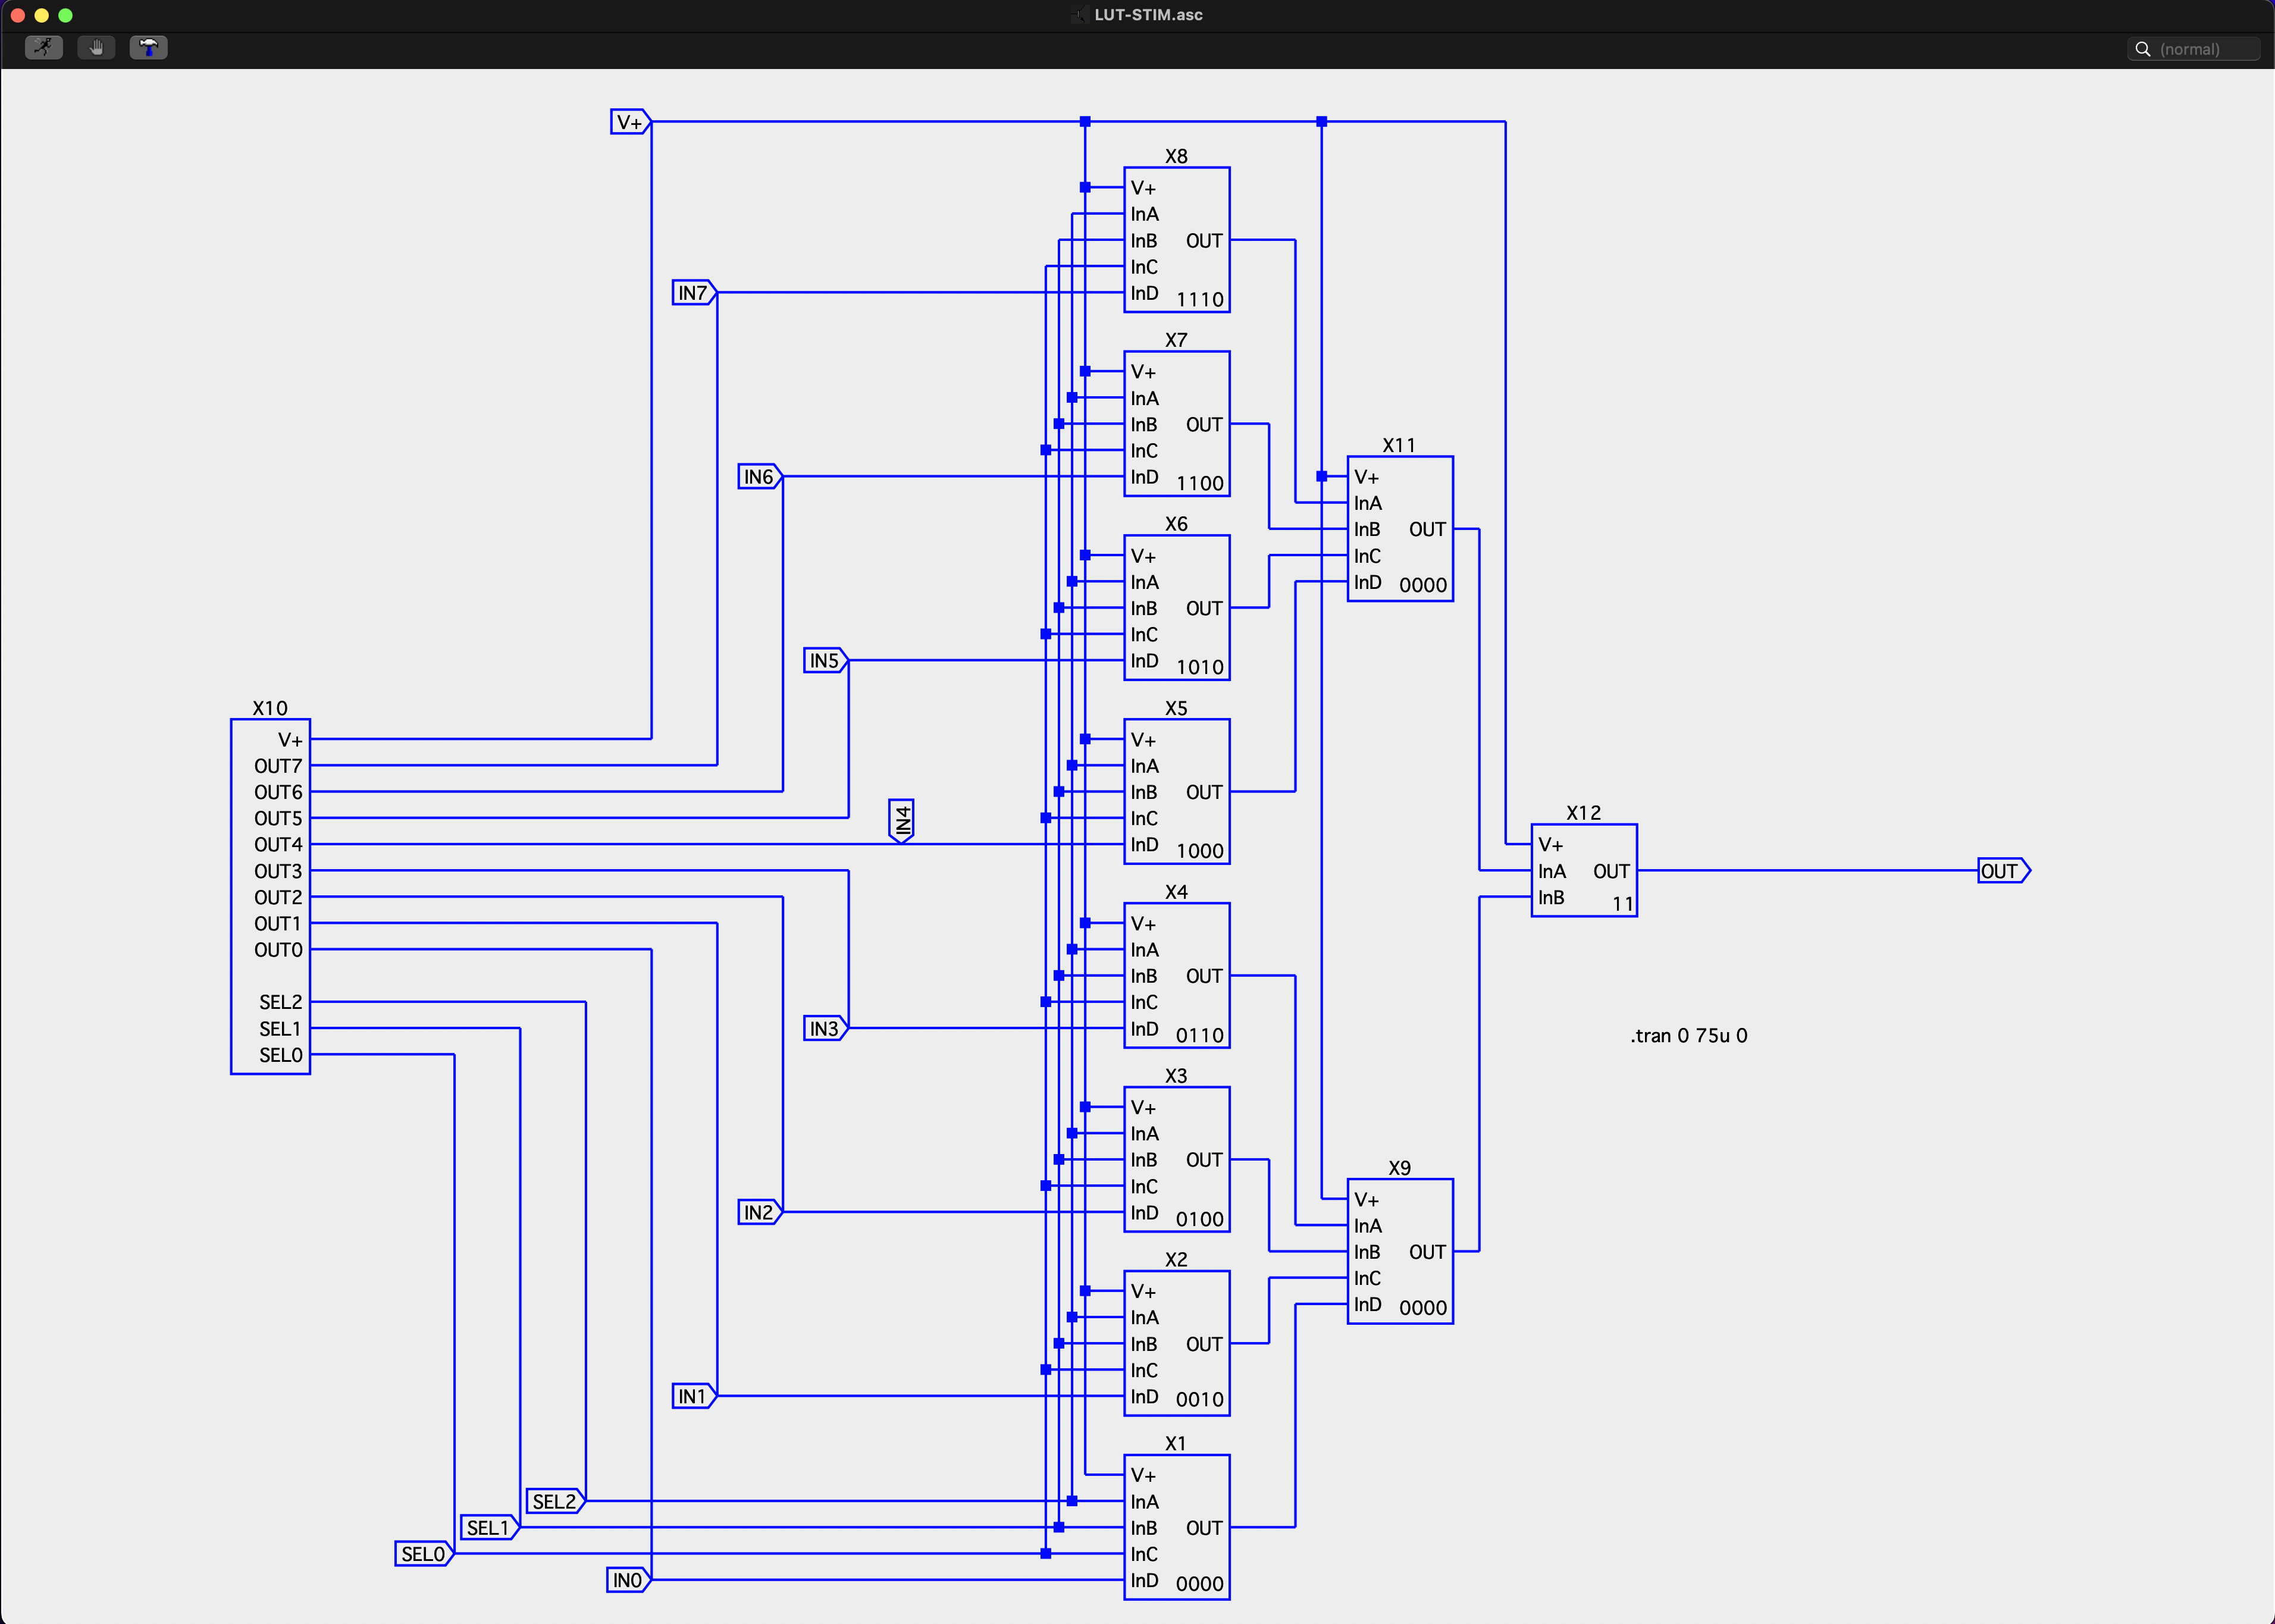 LUT-STIM.asc
(normal)
V+
X8
V+
InA
InB OUT
InC
InD 1110
IN7
X7
V+
InA
InB OUT
InC
InD 1100
IN6
X6
V+
InA
InB OUT
InC
InD 1010
IN5
X5
V+
InA
InB OUT
InC
InD 1000
IN4
X4
V+
InA
InB OUT
InC
InD 0110
IN3
X3
V+
InA
InB OUT
InC
InD 0100
IN2
X2
V+
InA
InB OUT
InC
InD 0010
IN1
X1
V+
InA
InB OUT
InC
InD 0000
SEL2
SEL1
SEL0
IN0
X10
V+
OUT7
OUT6
OUT5
OUT4
OUT3
OUT2
OUT1
OUT0
SEL2
SEL1
SEL0
X11
V+
InA
InB OUT
InC
InD 0000
X9
V+
InA
InB OUT
InC
InD 0000
X12
V+
InA OUT
InB 11
OUT
.tran 0 75u 0